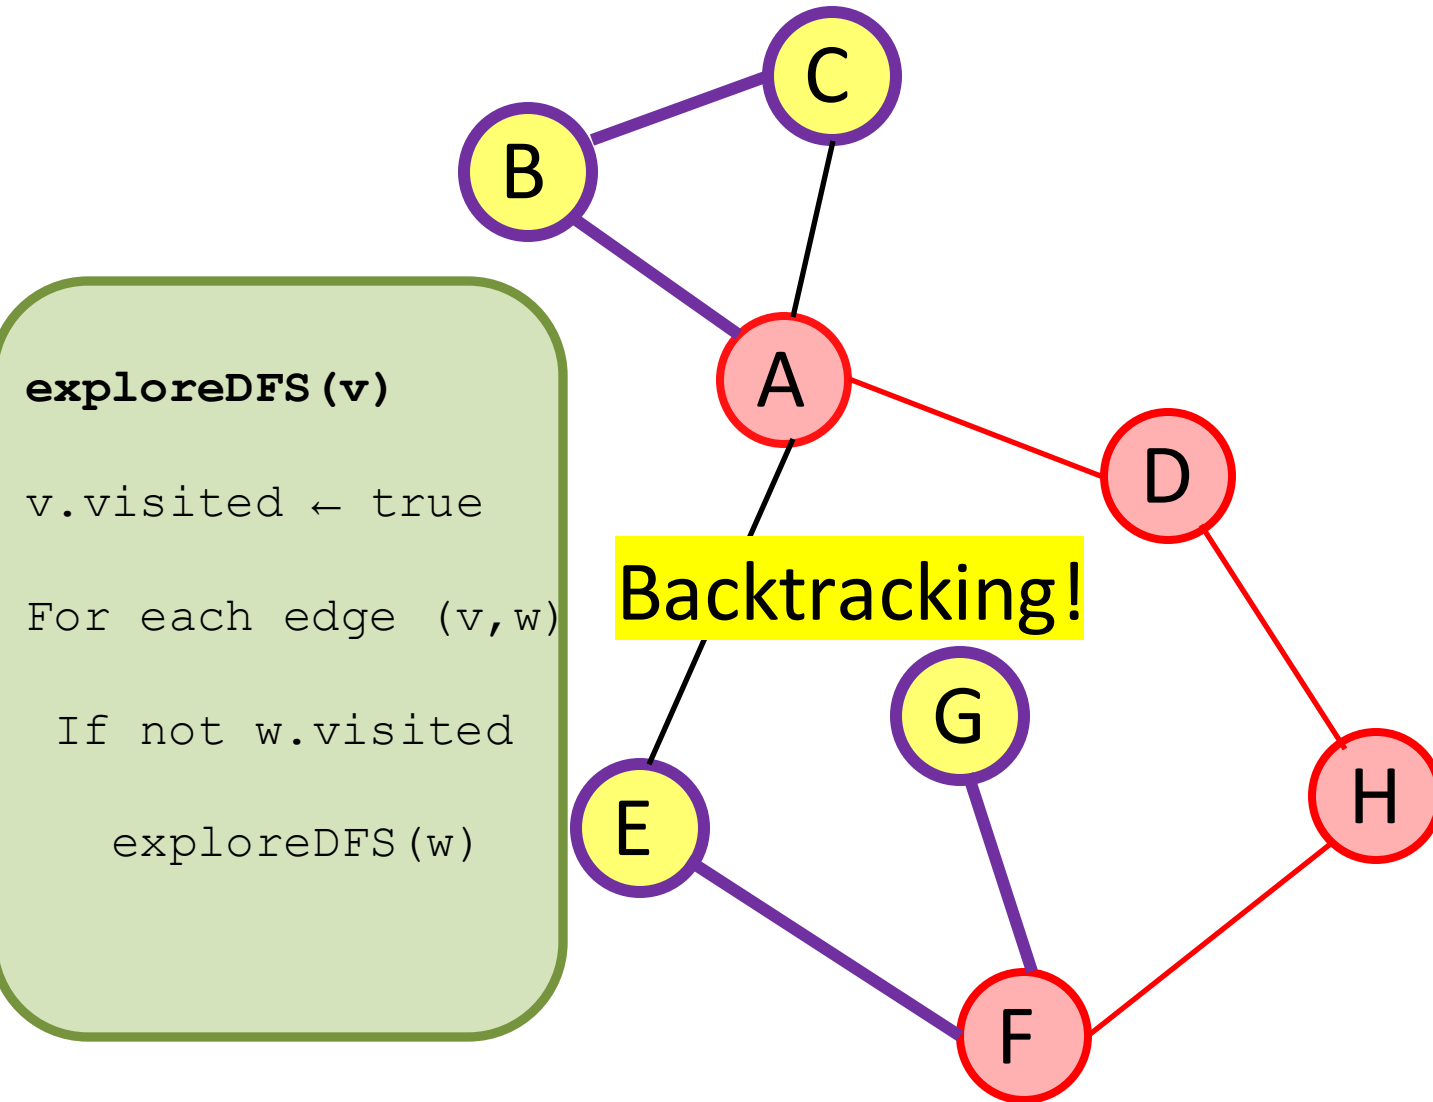 C
B
A
exploreDFS(v)
D
v.visited ← true
Backtracking!
For each edge (v,w)
G
If not w.visited
H
E
exploreDFS(w)
F